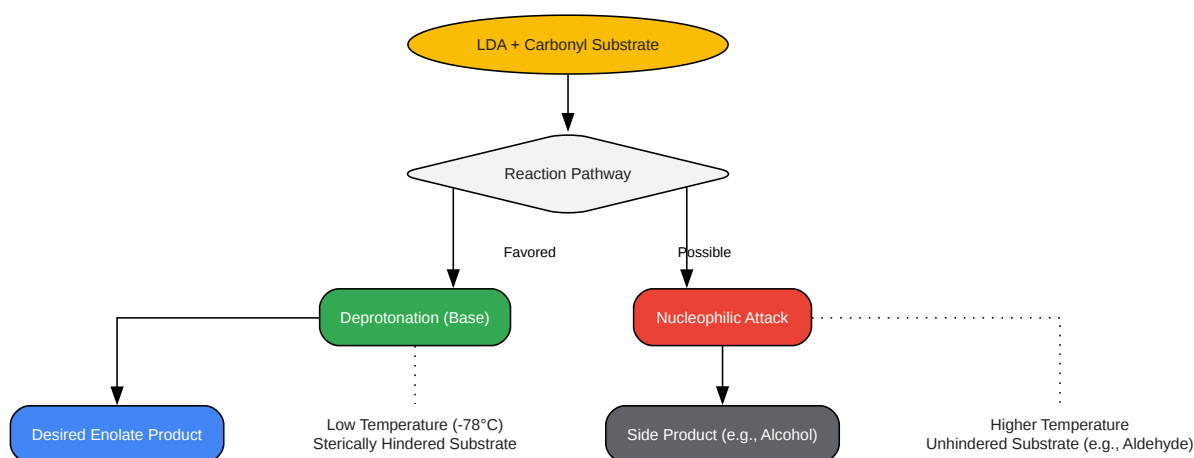 LDA + Carbonyl Substrate
Reaction Pathway
Favored
Possible
Deprotonation (Base)
Nucleophilic Attack
Desired Enolate Product
Low Temperature (-78°C)
Sterically Hindered Substrate
Side Product (e.g., Alcohol)
Higher Temperature
Unhindered Substrate (e.g., Aldehyde)